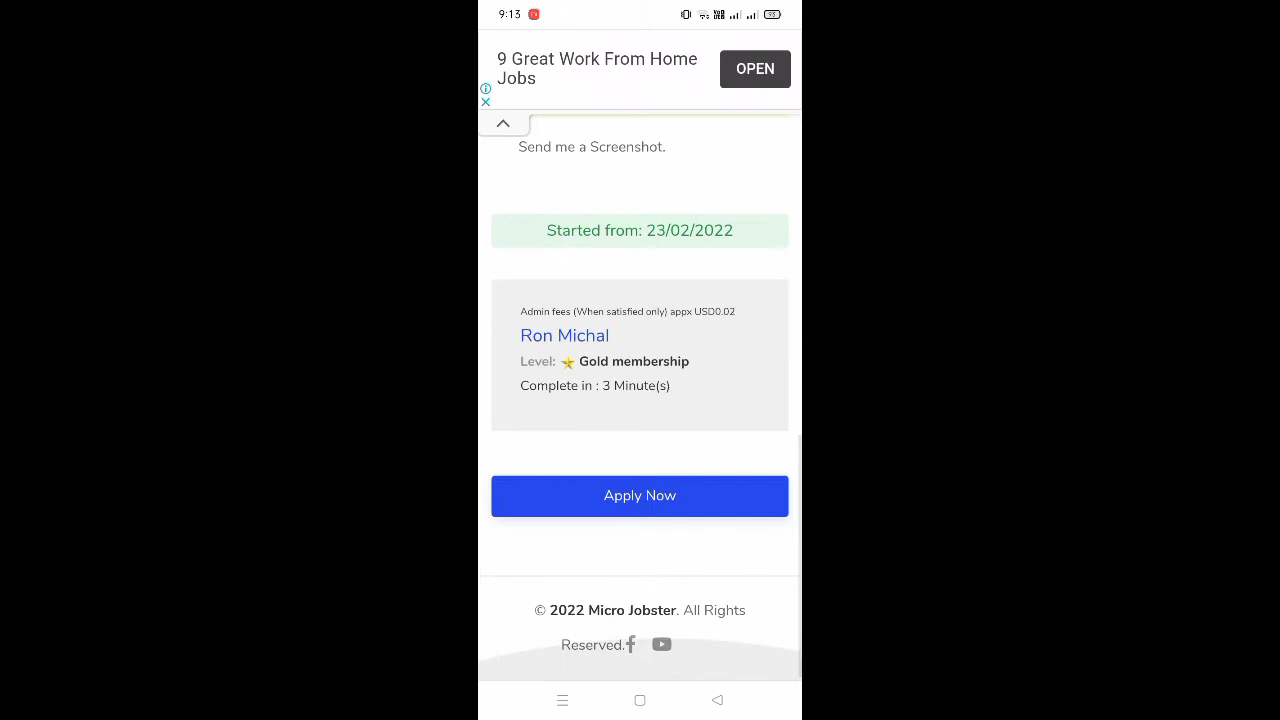 9:13
9 Great Work From Home
Jobs
OPEN
Send me a Screenshot.
Started from: 23/02/2022
Admin fees (When satisfied only) appx USD0.02
Ron Michal
Level: Gold membership
Complete in : 3 Minute(s)
Apply Now
© 2022 Micro Jobster. All Rights
Reserved.